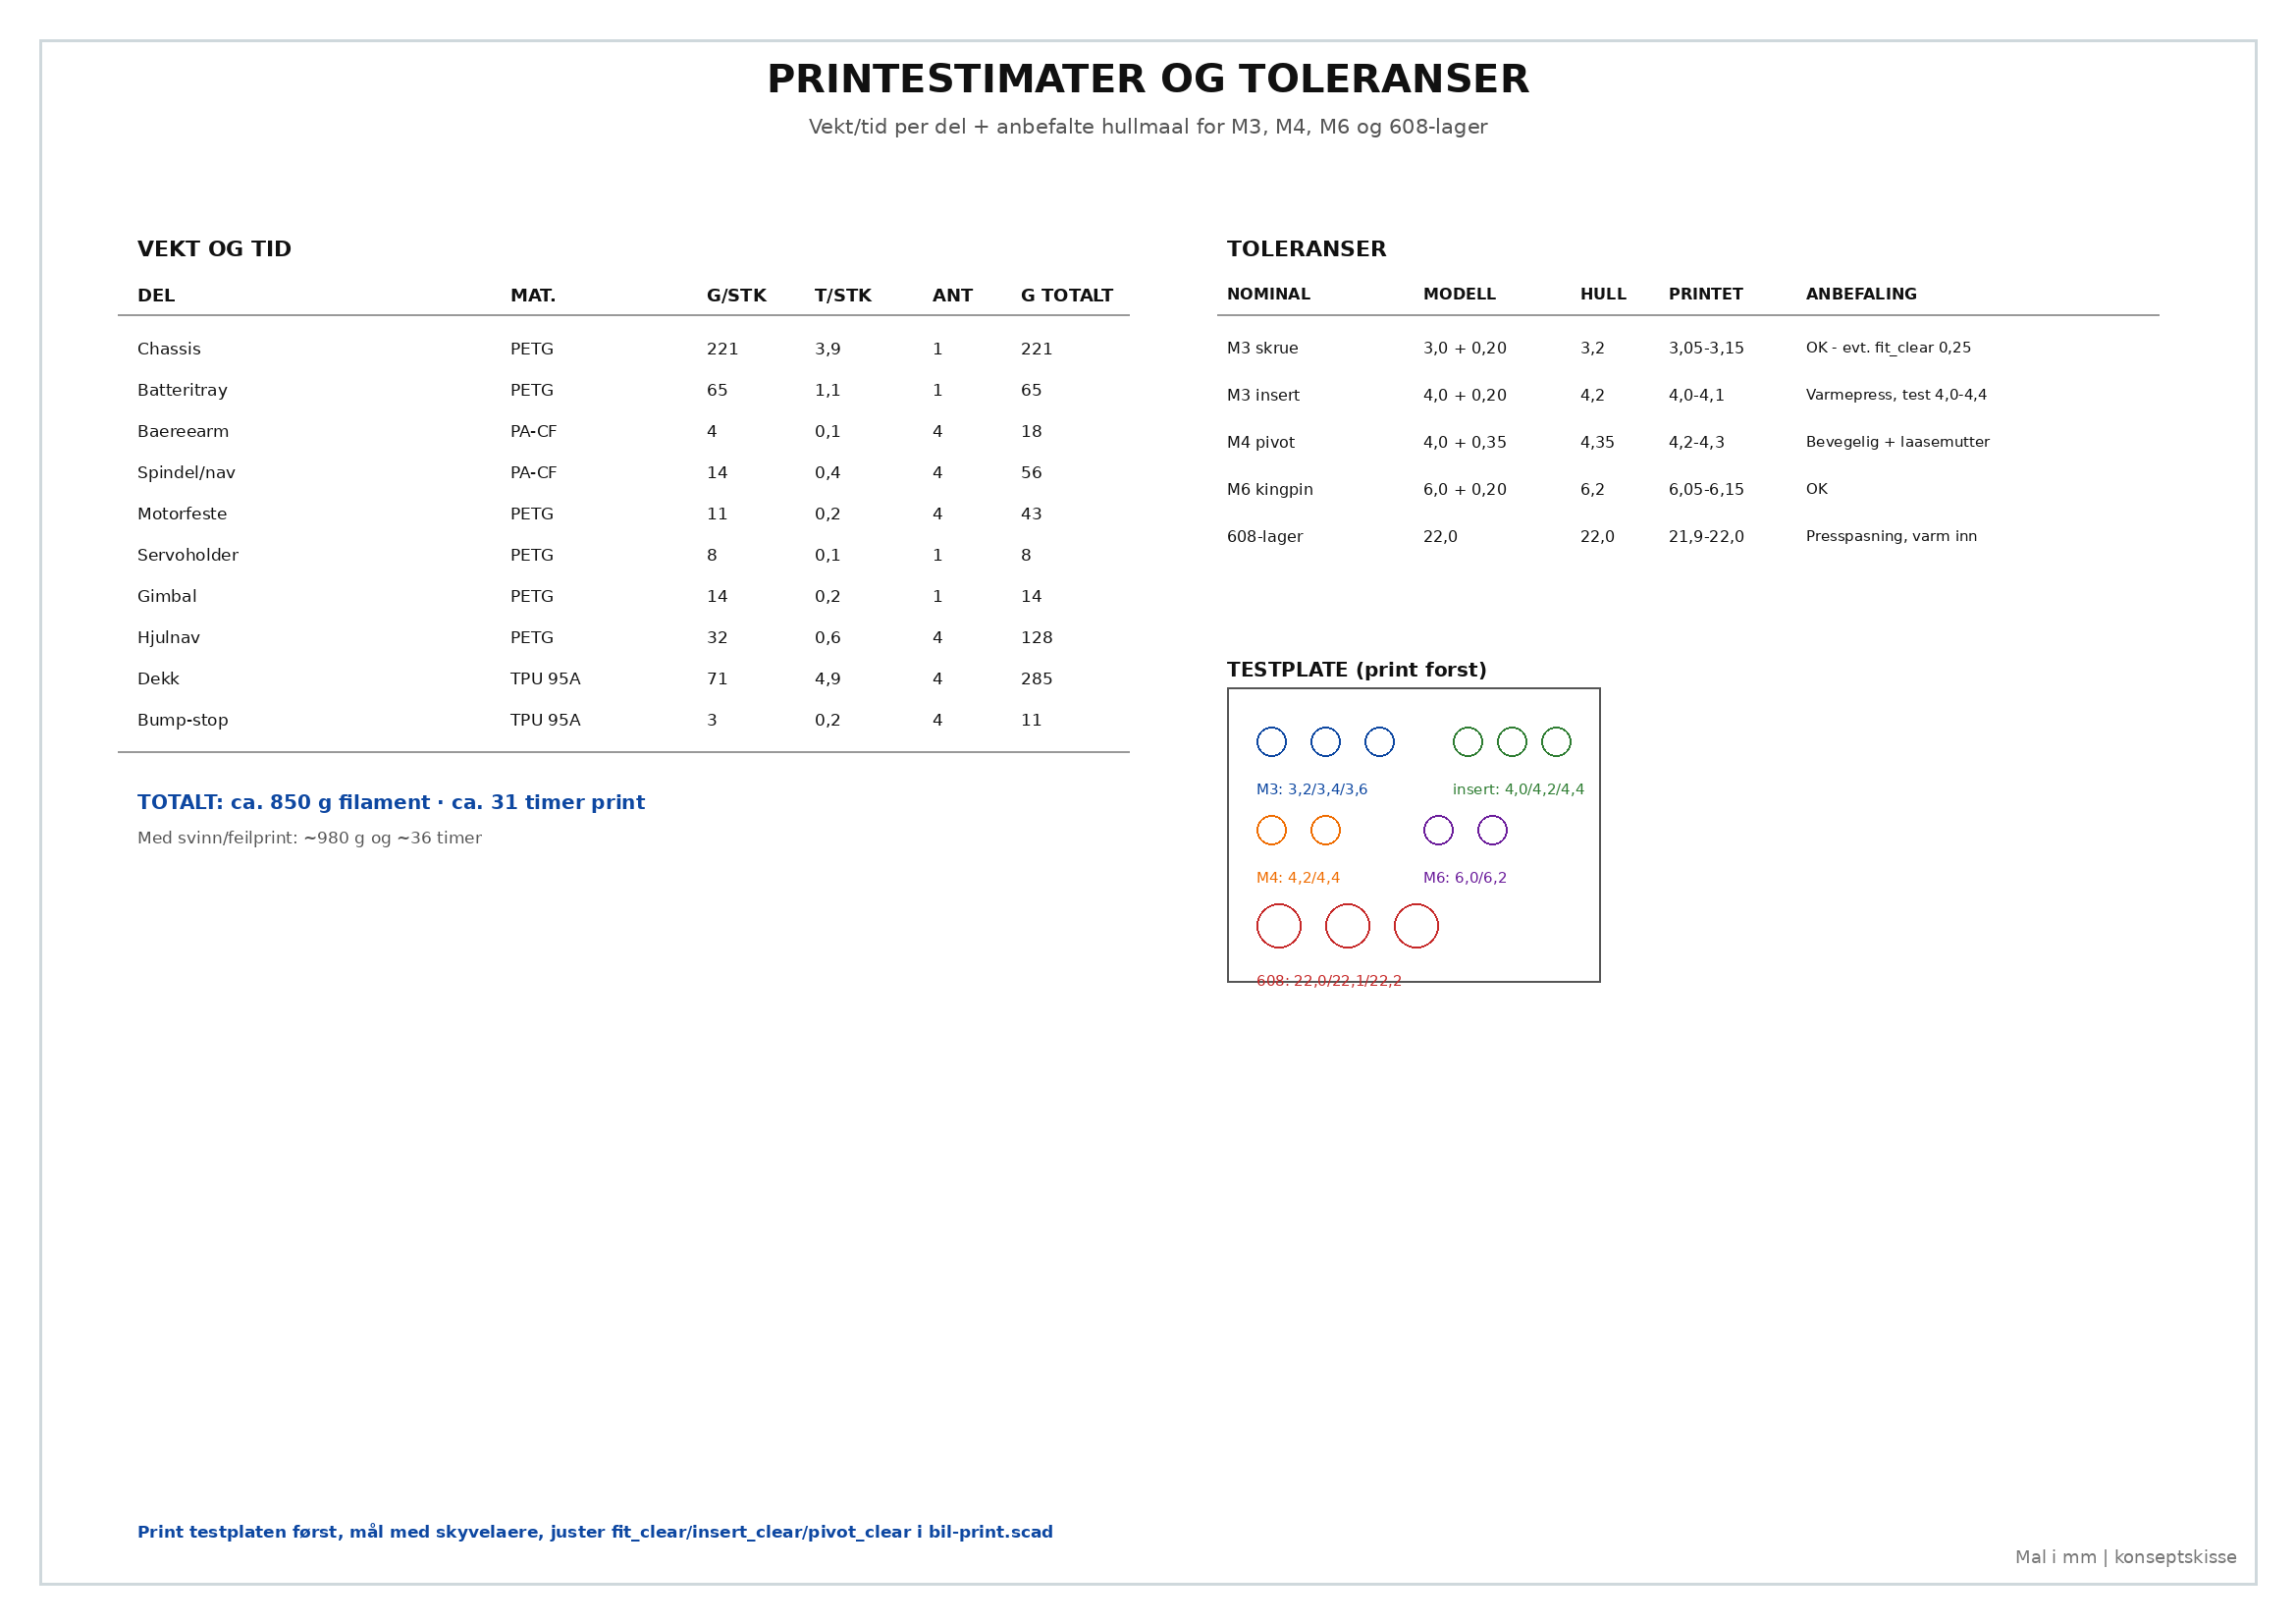 PRINTESTIMATER OG TOLERANSER
Vekt/tid per del + anbefalte hullmaal for M3, M4, M6 og 608-lager
VEKT OG TID
DEL MAT. G/STK T/STK ANT G TOTALT
Chassis PETG 221 3,9 1 221
Batteritray PETG 65 1,1 1 65
Baereearm PA-CF 4 0,1 4 18
Spindel/nav PA-CF 14 0,4 4 56
Motorfeste PETG 11 0,2 4 43
Servoholder PETG 8 0,1 1 8
Gimbal PETG 14 0,2 1 14
Hjulnav PETG 32 0,6 4 128
Dekk TPU 95A 71 4,9 4 285
Bump-stop TPU 95A 3 0,2 4 11
TOTALT: ca. 850 g filament · ca. 31 timer print
Med svinn/feilprint: ~980 g og ~36 timer
TOLERANSER
NOMINAL MODELL HULL PRINTET ANBEFALING
M3 skrue 3,0 + 0,20 3,2 3,05-3,15 OK - evt. fit_clear 0,25
M3 insert 4,0 + 0,20 4,2 4,0-4,1 Varmepress, test 4,0-4,4
M4 pivot 4,0 + 0,35 4,35 4,2-4,3 Bevegelig + laasemutter
M6 kingpin 6,0 + 0,20 6,2 6,05-6,15 OK
608-lager 22,0 22,0 21,9-22,0 Presspasning, varm inn
TESTPLATE (print forst)
M3: 3,2/3,4/3,6 insert: 4,0/4,2/4,4
M4: 4,2/4,4 M6: 6,0/6,2
608: 22,0/22,1/22,2
Print testplaten først, mål med skyvelaere, juster fit_clear/insert_clear/pivot_clear i bil-print.scad
Mal i mm | konseptskisse